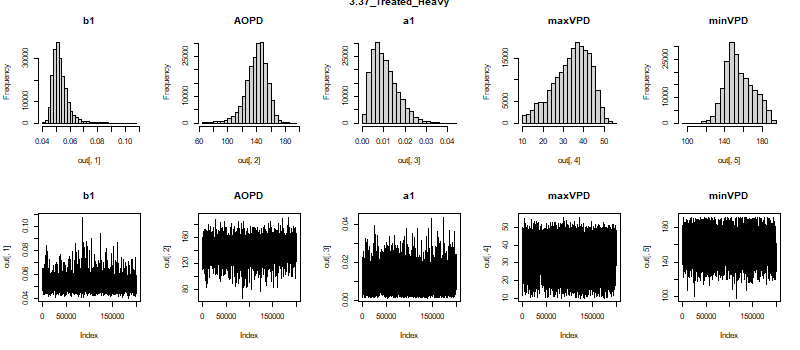 3.37_Treated_Heavy
b1 AOPD a1 maxVPD minVPD
Frequency Frequency Frequency Frequency Frequency
0 10000 30000 0 10000 25000 0 10000 25000 0 5000 15000 0 10000 25000
0.04 0.06 0.08 0.10 60 100 140 180 0.00 0.01 0.02 0.03 0.04 10 20 30 40 50 100 140 180
out[, 1] out[, 2] out[, 3] out[, 4] out[, 5]
b1 AOPD a1 maxVPD minVPD
out[, 1] out[, 2] out[, 3] out[, 4] out[, 5]
0.04 0.06 0.08 0.10 80 120 160 0.00 0.02 0.04 10 20 30 40 50 100 140 180
0 50000 150000 0 50000 150000 0 50000 150000 0 50000 150000 0 50000 150000
Index Index Index Index Index